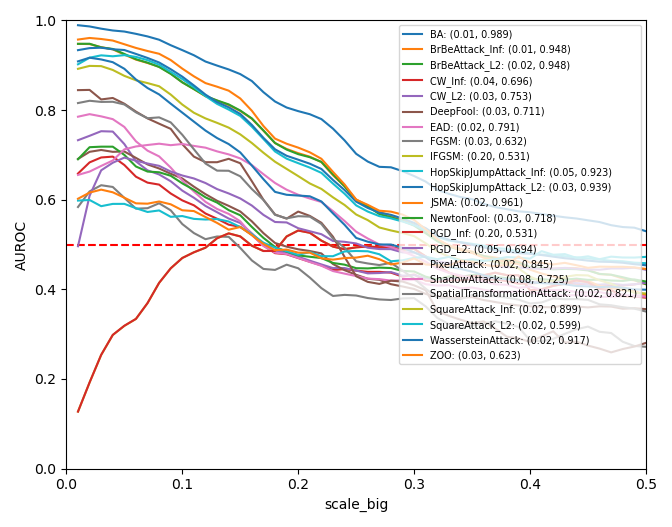 1.0
0.8
0.6
0.4
0.2
0.0
AUROC
0.0
0.1
0.2
0.3
0.4
0.5
scale_big
BA: (0.01, 0.989)
BrBeAttack_Inf: (0.01, 0.948)
BrBeAttack_L2: (0.02, 0.948)
CW_Inf: (0.04, 0.696)
CW_L2: (0.03, 0.753)
DeepFool: (0.03, 0.711)
EAD: (0.02, 0.791)
FGSM: (0.03, 0.632)
IFGSM: (0.20, 0.531)
HopSkipJumpAttack_Inf: (0.05, 0.923)
HopSkipJumpAttack_L2: (0.03, 0.939)
JSMA: (0.02, 0.961)
NewtonFool: (0.03, 0.718)
PGD_Inf: (0.20, 0.531)
PGD_L2: (0.05, 0.694)
PixelAttack: (0.02, 0.845)
ShadowAttack: (0.08, 0.725)
SpatialTransformationAttack: (0.02, 0.821)
SquareAttack_Inf: (0.02, 0.899)
SquareAttack_L2: (0.02, 0.599)
WassersteinAttack: (0.02, 0.917)
ZOO: (0.03, 0.623)